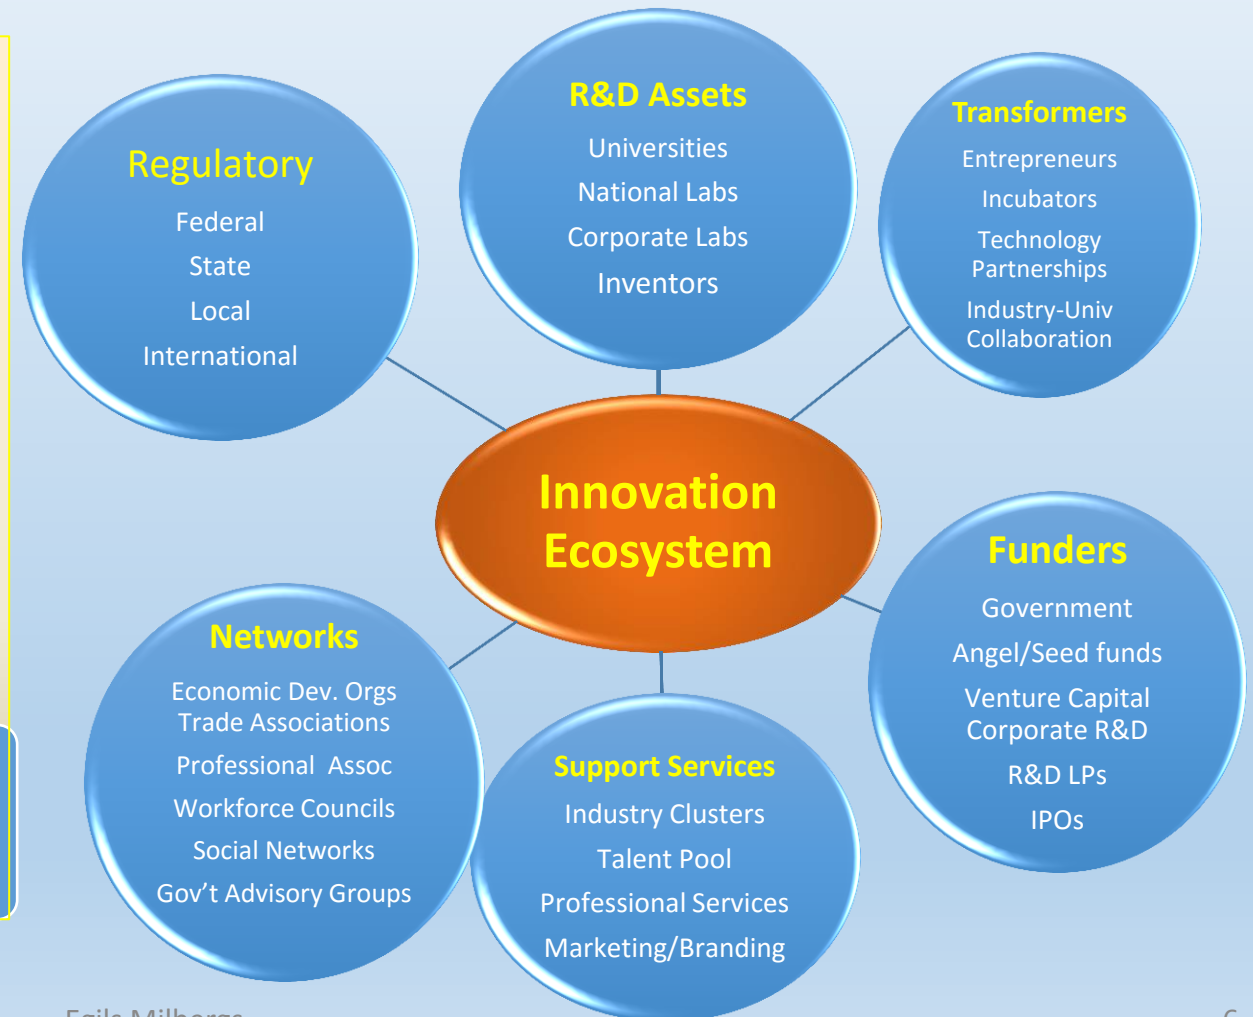 R&D Assets
Universities
National Labs
Corporate Labs
Inventors
Transformers
Entrepreneurs
Incubators
Technology
Partnerships
Industry-Univ
Collaboration
Regulatory
Federal
State
Local
International
Innovation
Ecosystem
Funders
Government
Angel/Seed funds
Venture Capital
Corporate R&D
R&D LPs
IPOs
Networks
Economic Dev. Orgs
Trade Associations
Professional Assoc
Workforce Councils
Social Networks
Gov't Advisory Groups
Support Services
Industry Clusters
Talent Pool
Professional Services
Marketing/Branding
Egils Milbergs
6